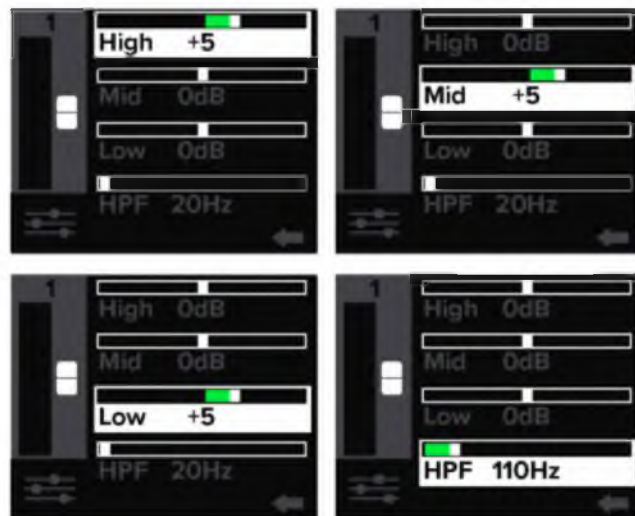 1
High +5
Mid 0dB
Low 0dB
HPF 20Hz
1
High 0dB
Mid +5
Low 0dB
HPF 20Hz
1
High 0dB
Mid 0dB
Low +5
HPF 20Hz
1
High 0dB
Mid 0dB
Low 0dB
HPF 110Hz